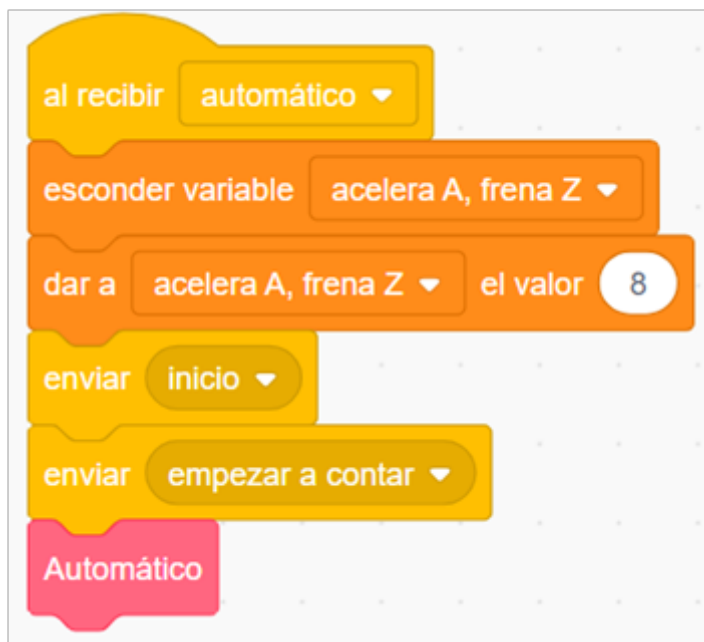 al recibir automático
esconder variable acelera A, frena Z
dar a acelera A, frena Z el valor 8
enviar inicio
enviar empezar a contar
Automático